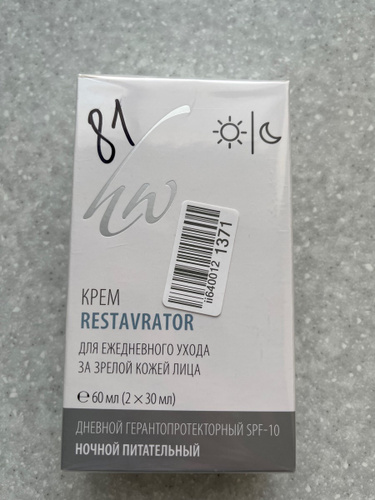 81
hw
ii640012 1371
КРЕМ
RESTAVRATOR
ДЛЯ ЕЖЕДНЕВНОГО УХОДА
ЗА ЗРЕЛОЙ КОЖЕЙ ЛИЦА
℮ 60 мл (2 × 30 мл)
ДНЕВНОЙ ГЕРАНТОПРОТЕКТОРНЫЙ SPF-10
НОЧНОЙ ПИТАТЕЛЬНЫЙ